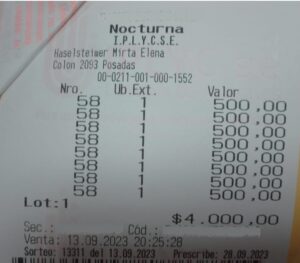 Nocturna
I.P.L.Y.C.S.E.
Haselsteimer Mirta Elena
Colon 2093 Posadas
00-0211-001-000-1552
Nro. Ub.Ext. Valor
58 1 500,00
58 1 500,00
58 1 500,00
58 1 500,00
58 1 500,00
58 1 500,00
58 1 500,00
58 1 500,00
Lot:1
$4.000,00
Sec.: Cód.:
Venta: 13.09.2023 20:25:28
Sorteo: 13311 del 13.09.2023 Prescribe: 28.09.2023